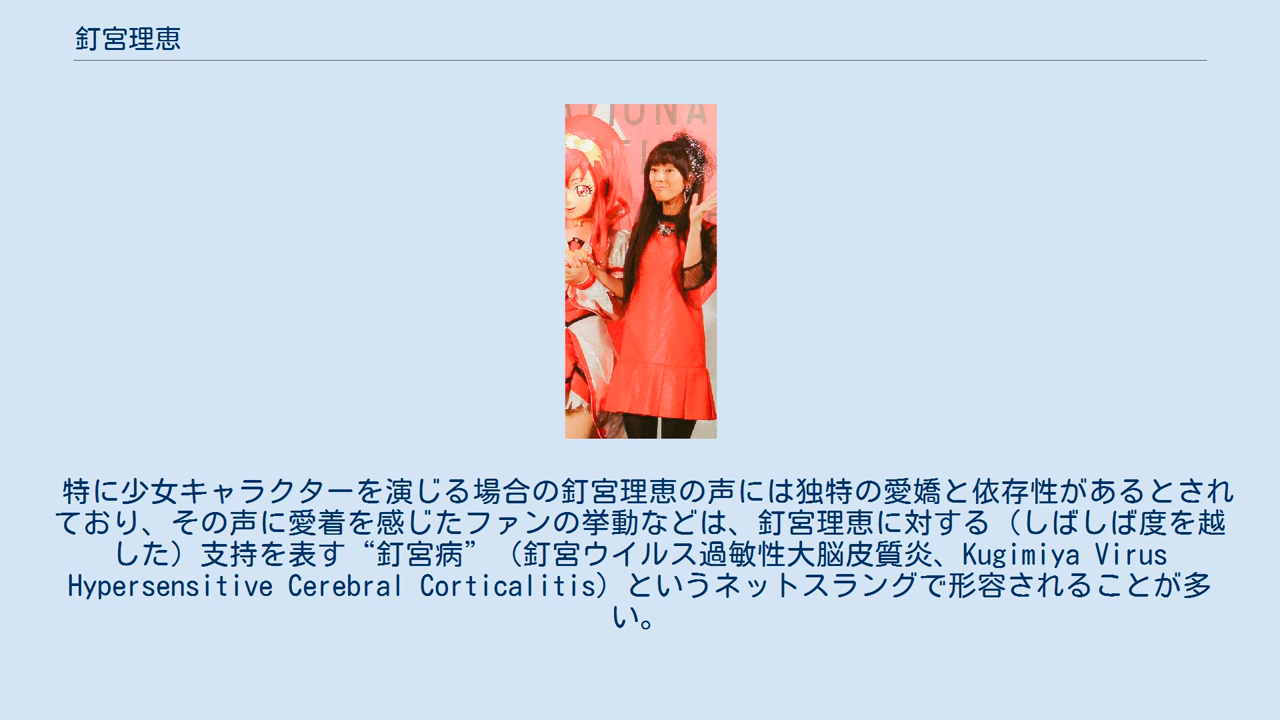 釘宮理恵
特に少女キャラクターを演じる場合の釘宮理恵の声には独特の愛嬌と依存性があるとされ
ており、その声に愛着を感じたファンの挙動などは、釘宮理恵に対する（しばしば度を越
した）支持を表す“釘宮病”（釘宮ウイルス過敏性大脳皮質炎、Kugimiya Virus
Hypersensitive Cerebral Corticalitis）というネットスラングで形容されることが多
い。